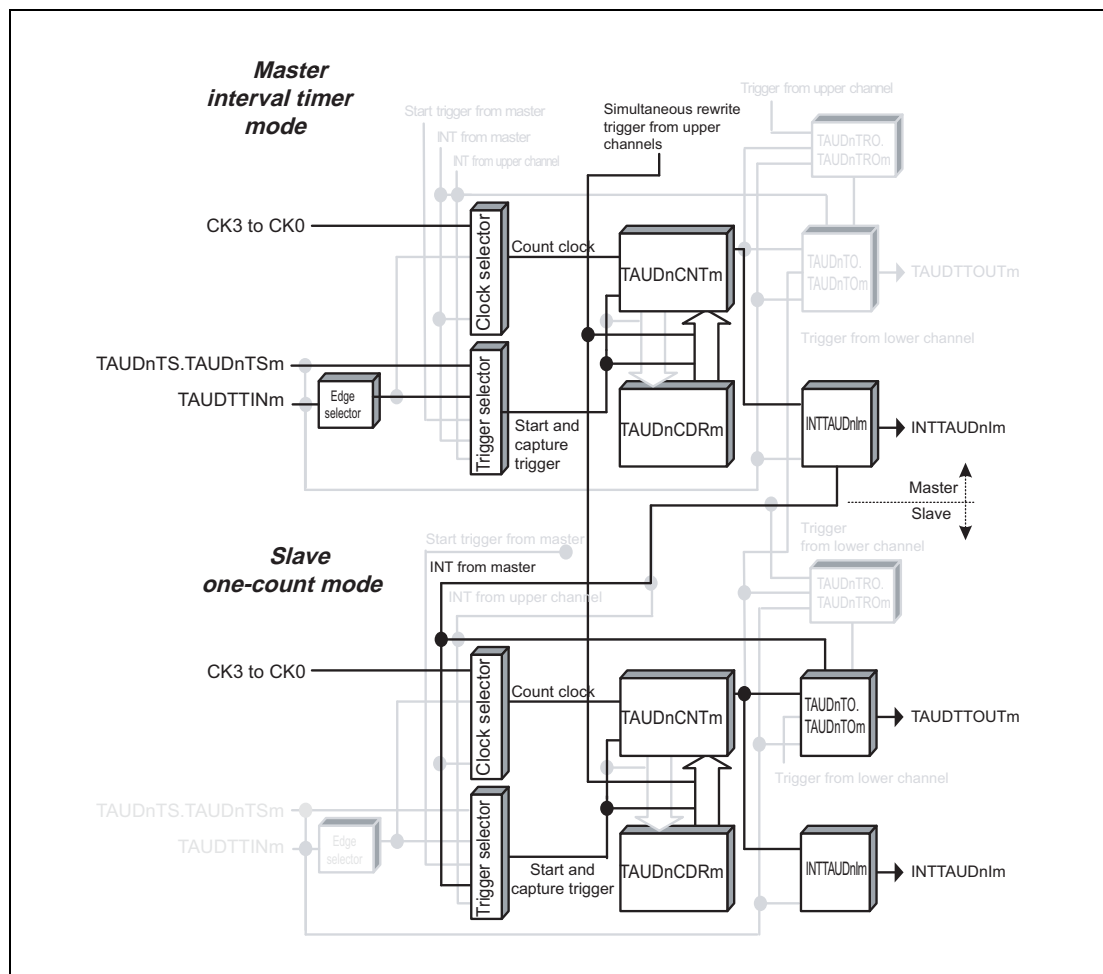 Master
interval timer
mode
Start trigger from master
INT from master
INT from upper channel
Simultaneous rewrite
trigger from upper
channels
Trigger from upper channel
TAUDnTRO.
TAUDnTROm
CK3 to CK0
Clock selector
Count clock
TAUDnCNTm
TAUDnTO.
TAUDnTOm
TAUDTTOUTm
Trigger from lower channel
TAUDnTS.TAUDnTSm
TAUDTTINm
Edge
selector
Trigger selector
Start and
capture
trigger
TAUDnCDRm
INTTAUDnIm
INTTAUDnIm
Master
Slave
Slave
one-count mode
Start trigger from master
INT from master
INT from upper channel
Trigger
from lower channel
TAUDnTRO.
TAUDnTROm
CK3 to CK0
Clock selector
Count clock
TAUDnCNTm
TAUDnTO.
TAUDnTOm
TAUDTTOUTm
Trigger from lower channel
TAUDnTS.TAUDnTSm
TAUDTTINm
Edge
selector
Trigger selector
Start and
capture trigger
TAUDnCDRm
INTTAUDnIm
INTTAUDnIm